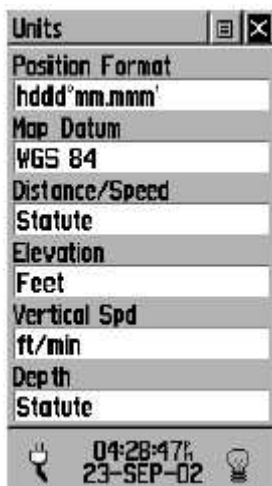 Units
Position Format
hddd°mm.mmm'
Map Datum
WGS 84
Distance/Speed
Statute
Elevation
Feet
Vertical Spd
ft/min
Depth
Statute
04:28:47
23-SEP-02